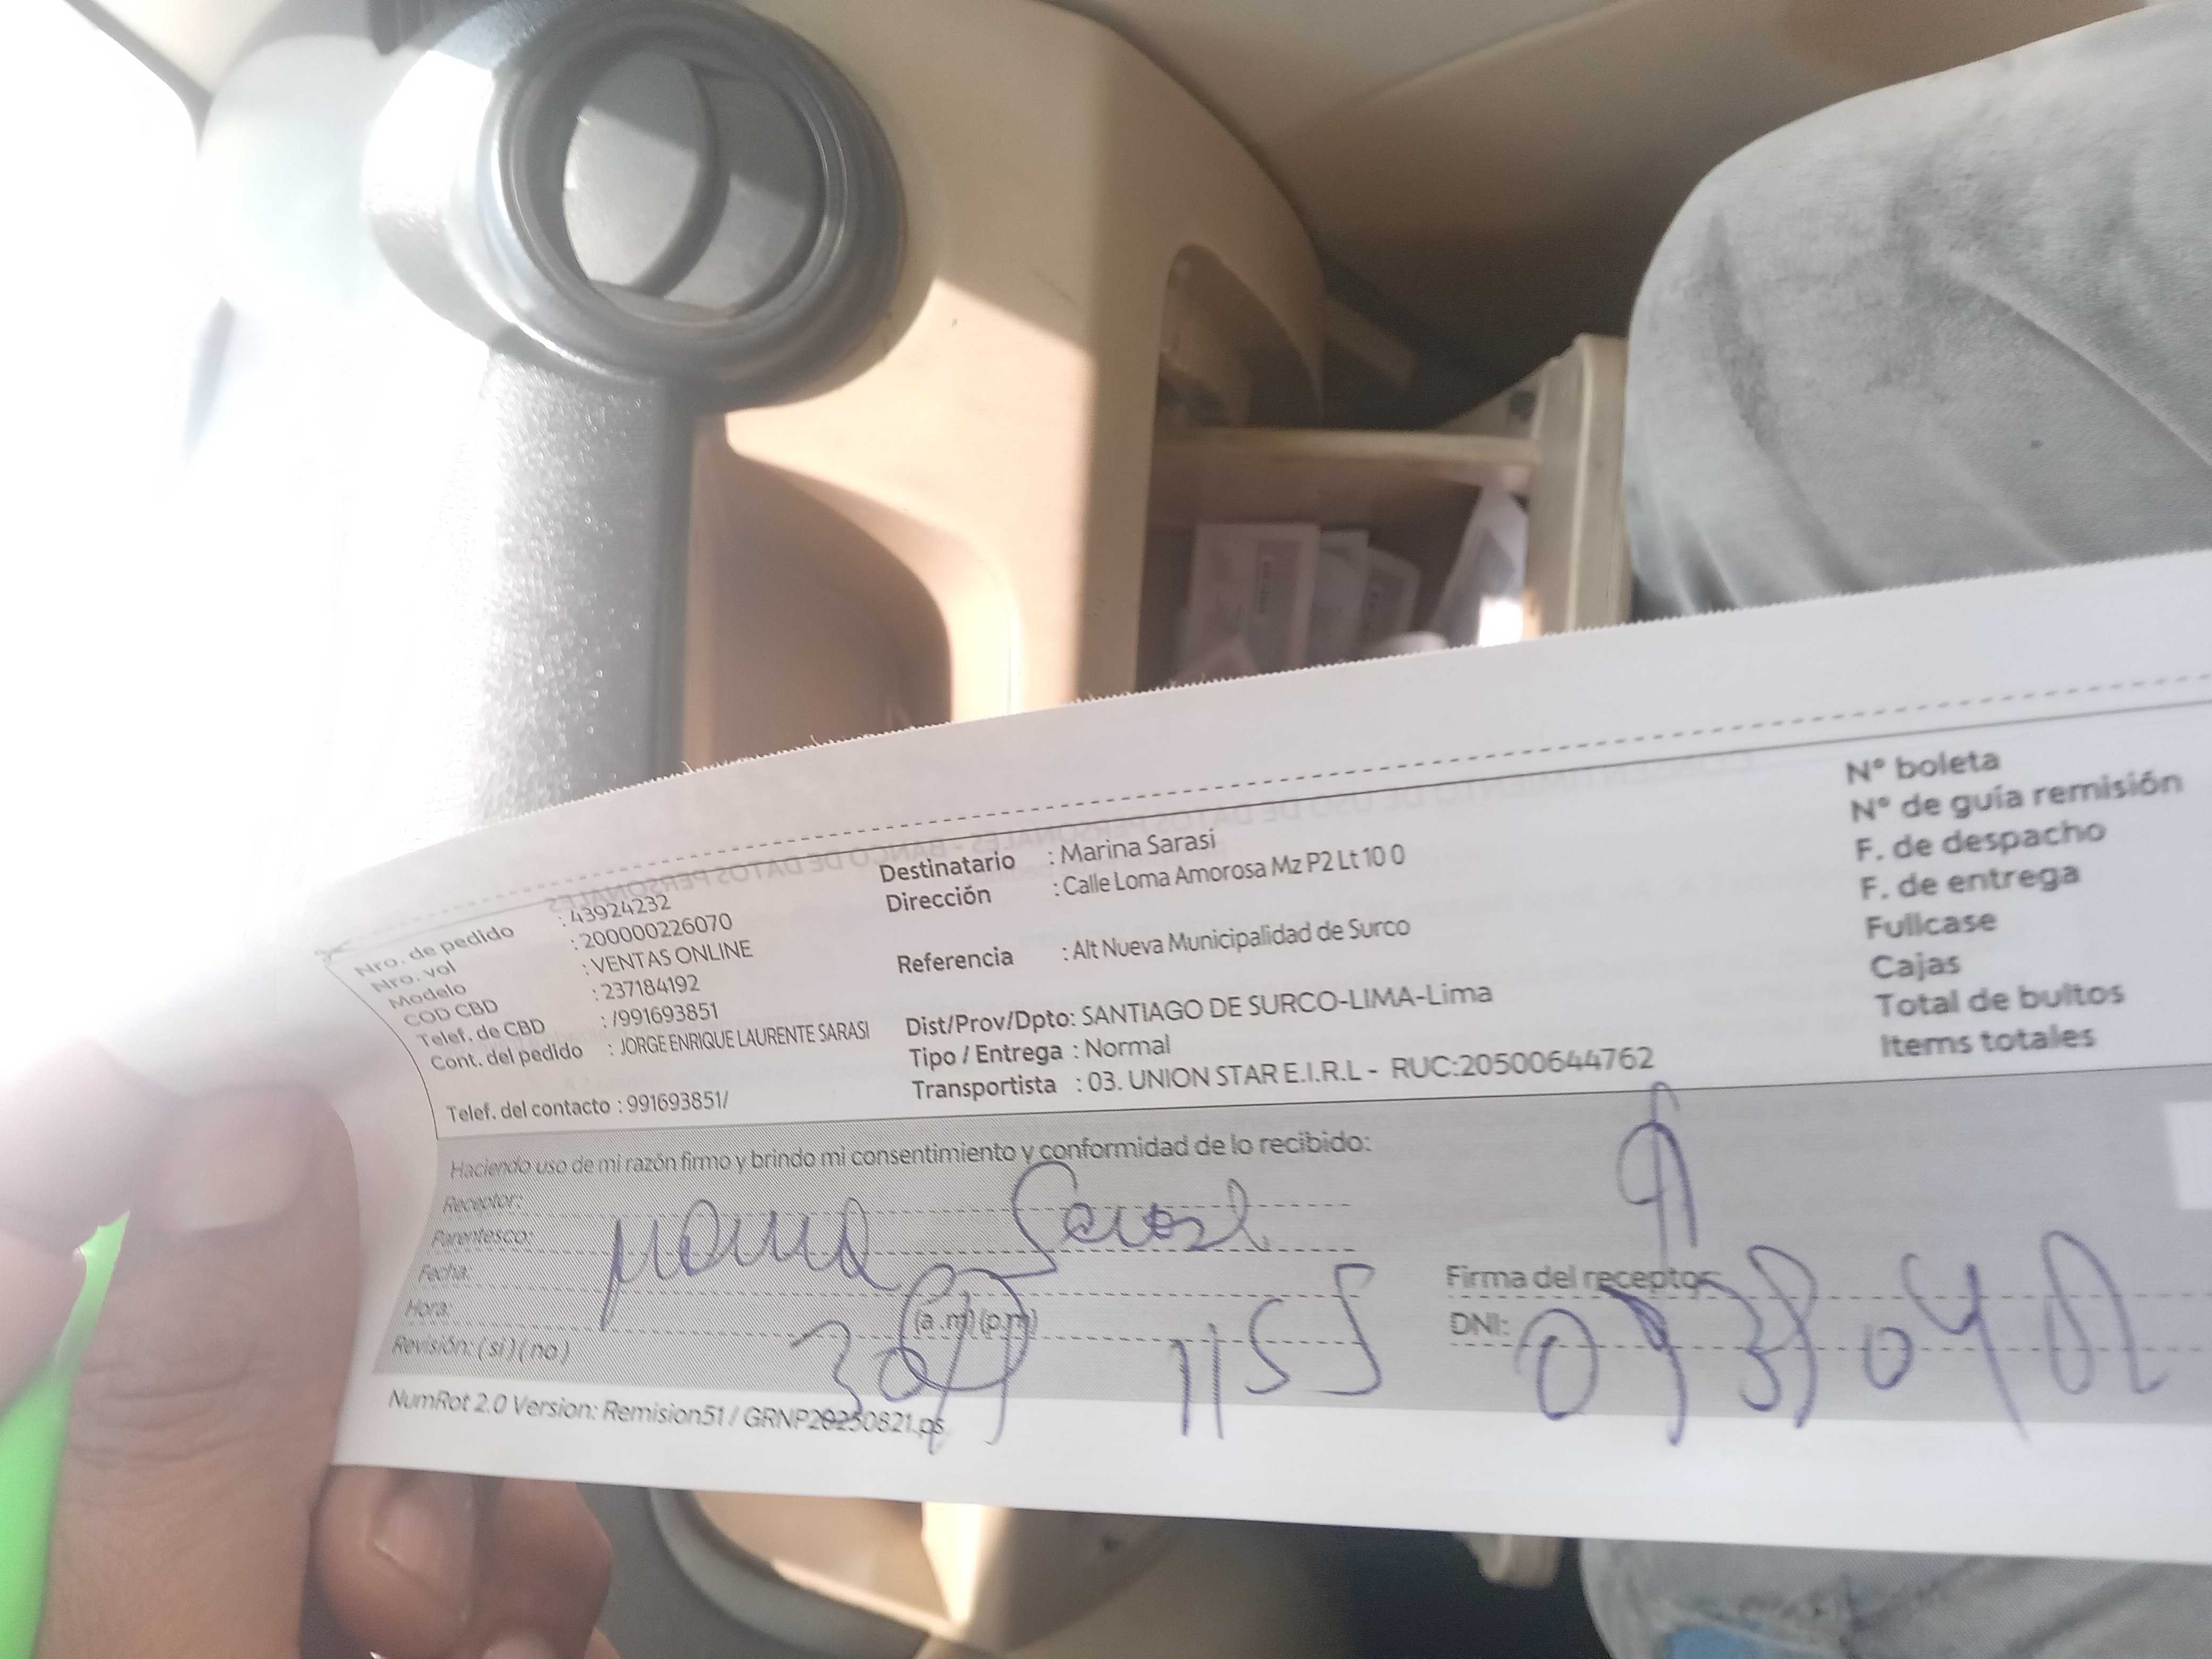 Nro. de pedido : 43924232
Nro. vol : 200000226070
Modelo : VENTAS ONLINE
COD CBD : 237184192
Telef. de CBD : /991693851
Cont. del pedido : JORGE ENRIQUE LAURENTE SARASI
Telef. del contacto : 991693851/
Destinatario : Marina Sarasi
Dirección : Calle Loma Amorosa Mz P2 Lt 10 0
Referencia : Alt Nueva Municipalidad de Surco
Dist/Prov/Dpto: SANTIAGO DE SURCO-LIMA-Lima
Tipo / Entrega : Normal
Transportista : 03. UNION STAR E.I.R.L - RUC:20500644762
N° boleta
N° de guía remisión
F. de despacho
F. de entrega
Fullcase
Cajas
Total de bultos
Items totales
Haciendo uso de mi razón firmo y brindo mi consentimiento y conformidad de lo recibido:
Receptor:
Parentesco:
Fecha:
Hora: (a.m)(p.m)
Revisión: (si) (no)
1155
Firma del receptor
DNI:
NumRot 2.0 Version: Remision51 / GRNP20250821.ps